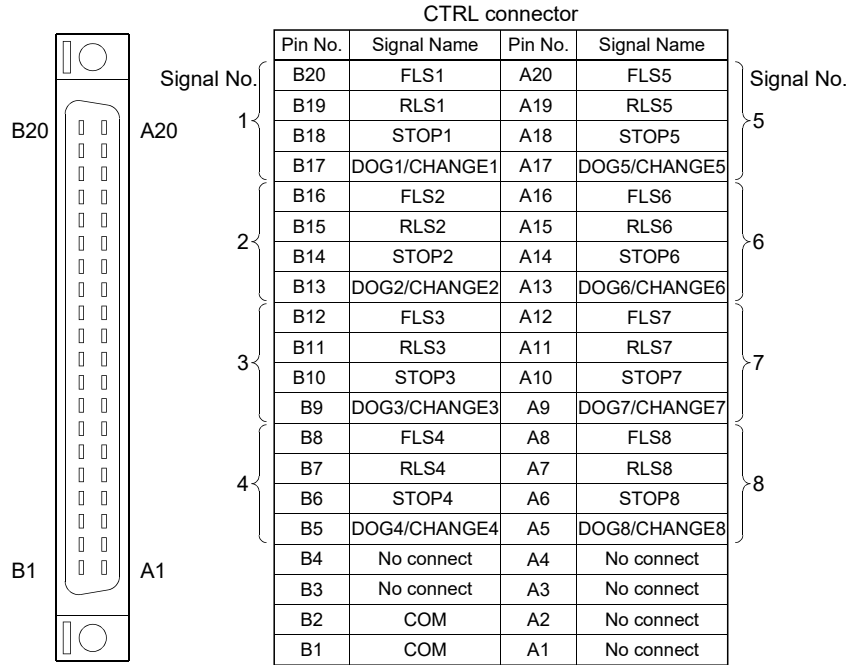 CTRL connector
Pin No. Signal Name Pin No. Signal Name
Signal No. Signal No.
B20 FLS1 A20 FLS5
B19 RLS1 A19 RLS5
1 5
B20 A20
B18 STOP1 A18 STOP5
B17 DOG1/CHANGE1 A17 DOG5/CHANGE5
B16 FLS2 A16 FLS6
B15 RLS2 A15 RLS6
2 6
B14 STOP2 A14 STOP6
B13 DOG2/CHANGE2 A13 DOG6/CHANGE6
B12 FLS3 A12 FLS7
B11 RLS3 A11 RLS7
3 7
B10 STOP3 A10 STOP7
B9 DOG3/CHANGE3 A9 DOG7/CHANGE7
B8 FLS4 A8 FLS8
B7 RLS4 A7 RLS8
4 8
B6 STOP4 A6 STOP8
B5 DOG4/CHANGE4 A5 DOG8/CHANGE8
B4 No connect A4 No connect
B1 A1
B3 No connect A3 No connect
B2 COM A2 No connect
B1 COM A1 No connect